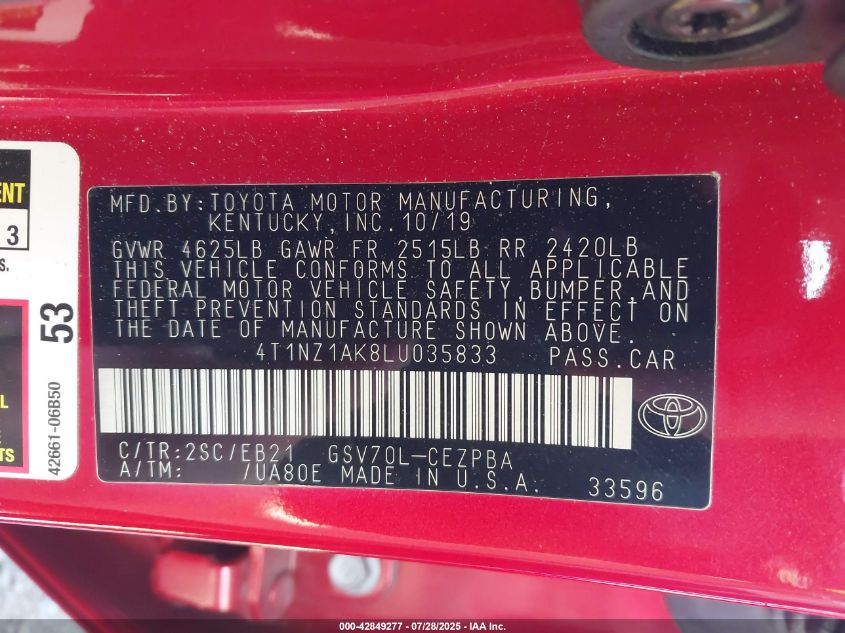 MFD.BY:TOYOTA MOTOR MANUFACTURING,
KENTUCKY,INC.10/19
GVWR 4625LB GAWR FR 2515LB RR 2420LB
THIS VEHICLE CONFORMS TO ALL APPLICABLE
FEDERAL MOTOR VEHICLE SAFETY,BUMPER,AND
THEFT PREVENTION STANDARDS IN EFFECT ON
THE DATE OF MANUFACTURE SHOWN ABOVE.
4T1NZ1AK8LU035833 PASS.CAR
C/TR:2SC/EB21 GSV70L-CEZPBA
A/TM: /UA80E MADE IN U.S.A.
33596
ENT
3
S.
53
42661-06B50
L
E
TS
000-42849277 - 07/28/2025 - IAA Inc.